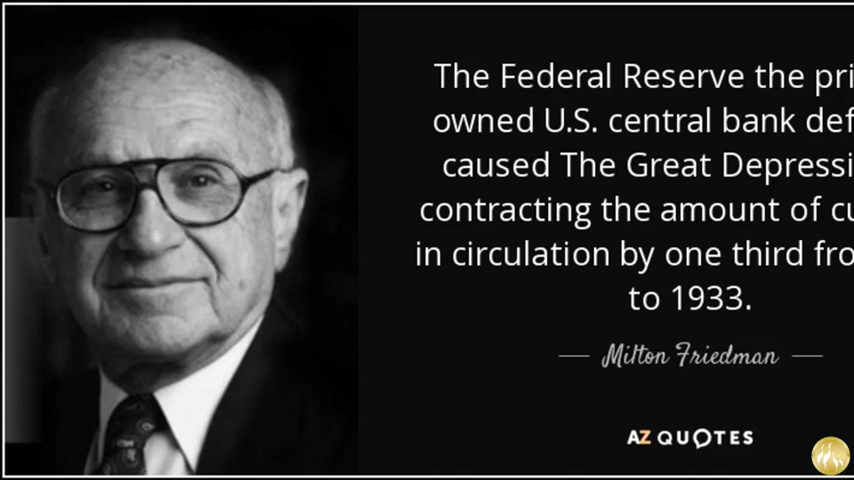 The Federal Reserve the pri
owned U.S. central bank def
caused The Great Depressi
contracting the amount of cu
in circulation by one third fro
to 1933.
Milton Friedman
AZ QUOTES